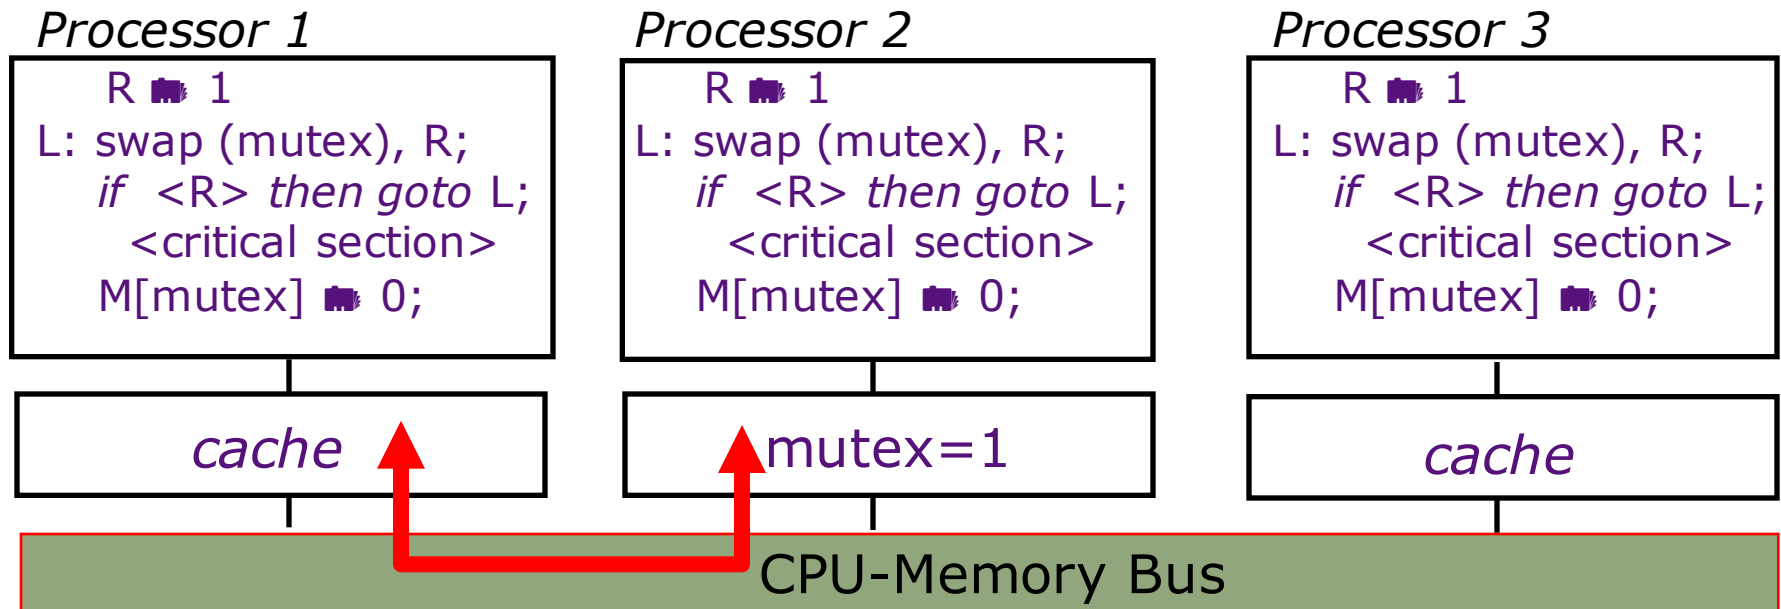 Processor 1
R 🖿 1
L: swap (mutex), R;
if <R> then goto L;
<critical section>
M[mutex] 🖿 0;
cache
Processor 2
R 🖿 1
L: swap (mutex), R;
if <R> then goto L;
<critical section>
M[mutex] 🖿 0;
mutex=1
Processor 3
R 🖿 1
L: swap (mutex), R;
if <R> then goto L;
<critical section>
M[mutex] 🖿 0;
cache
CPU-Memory Bus